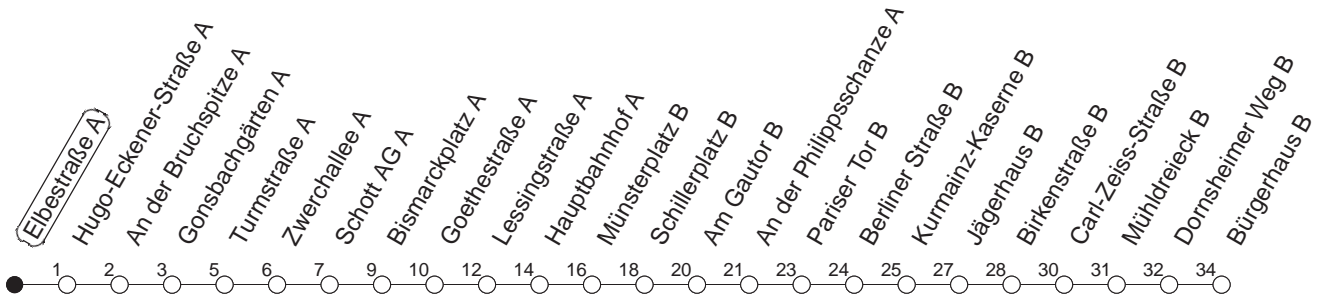 Elbestraße A
Hugo-Eckener-Straße A
An der Bruchspitze A
Gonsbachgärten A
Turmstraße A
Zwerchallee A
Schott AG A
Bismarckplatz A
Goethestraße A
Lessingstraße A
Hauptbahnhof A
Münsterplatz B
Schillerplatz B
Am Gautor B
An der Philippsschanze A
Pariser Tor B
Berliner Straße B
Kurmainz-Kaserne B
Jägerhaus B
Birkenstraße B
Carl-Zeiss-Straße B
Mühldreieck B
Dornsheimer Weg B
Bürgerhaus B
1 2 3 5 6 7 9 10 12 14 16 18 20 21 23 24 25 27 28 30 31 32 34